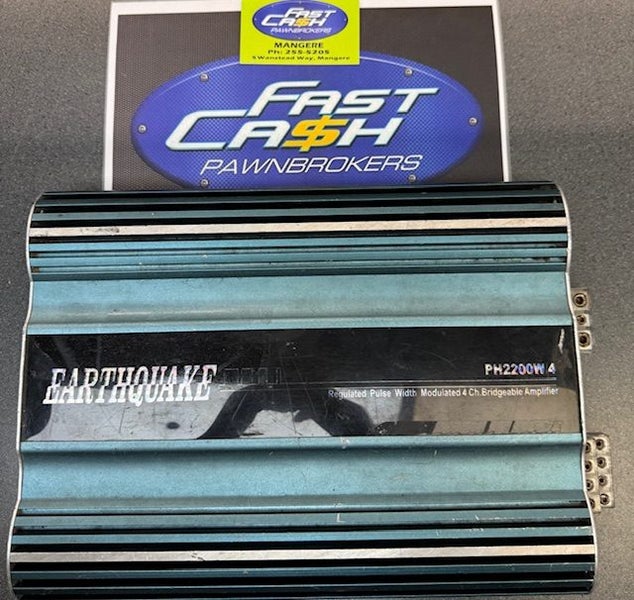 FAST
CA$H
PAWNBROKERS
MANGERE
Ph: 255-5205
5 Wanstead Way, Mangere
FAST
CA$H
PAWNBROKERS
EARTHQUAKE
PH2200W 4
Regulated Pulse Width Modulated 4 Ch. Bridgeable Amplifier